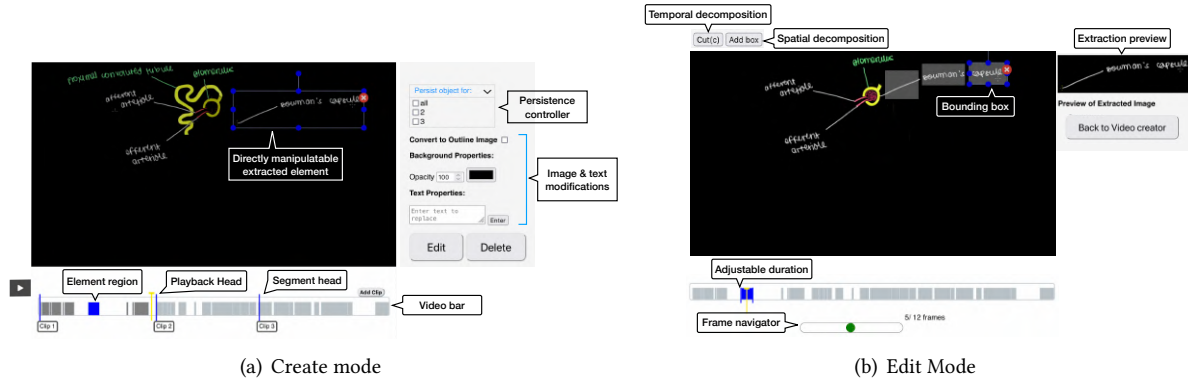 proximal convoluted tubule
glomerulus
afferent
arteriole
Bowman's capsule
efferent
arteriole
Directly manipulatable
extracted element
Persist object for:
all
2
3
Persistence
controller
Convert to Outline Image
Background Properties:
Opacity 100
Text Properties:
Enter text to
replace
Enter
Image & text
modifications
Edit
Delete
Element region
Playback Head
Segment head
Add Clip
Video bar
Clip 1
Clip 2
Clip 3
(a) Create mode
Temporal decomposition
Cut(c)
Add box
Spatial decomposition
glomerulus
afferent
arteriole
Bowman's capsule
efferent
arteriole
Bounding box
Extraction preview
Bowman's capsule
Preview of Extracted Image
Back to Video creator
Adjustable duration
Frame navigator
5/ 12 frames
(b) Edit Mode